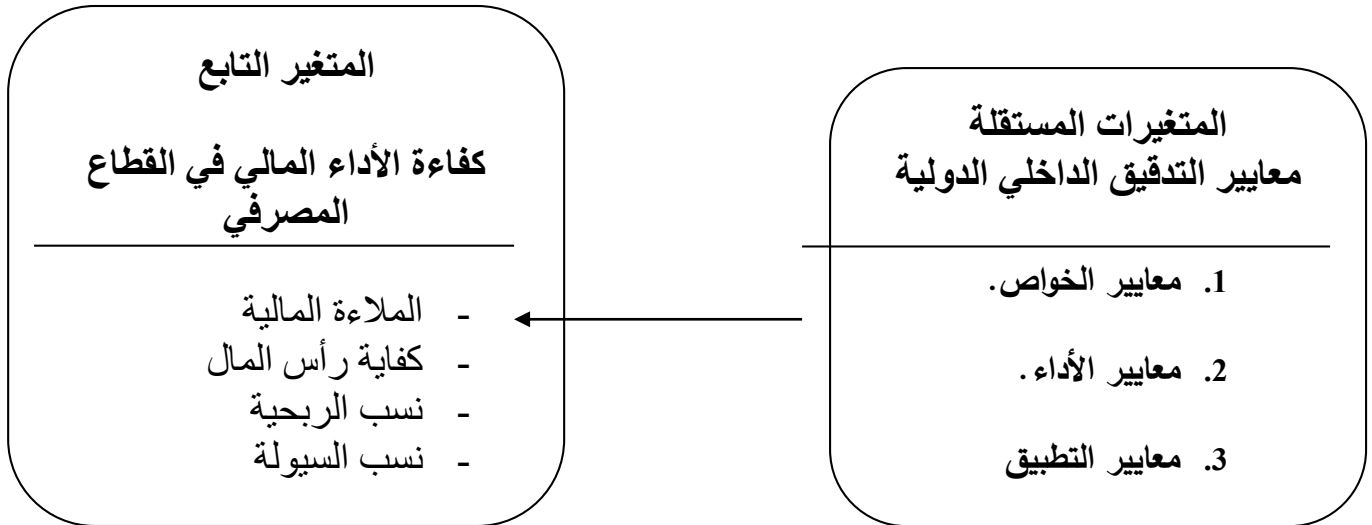 المتغيرات المستقلة
معايير التدقيق الداخلي الدولية
1. معايير الخواص.
2. معايير الأداء.
3. معايير التطبيق
المتغير التابع
كفاءة الأداء المالي في القطاع
المصرفي
- الملاءة المالية
- كفاية رأس المال
- نسب الربحية
- نسب السيولة